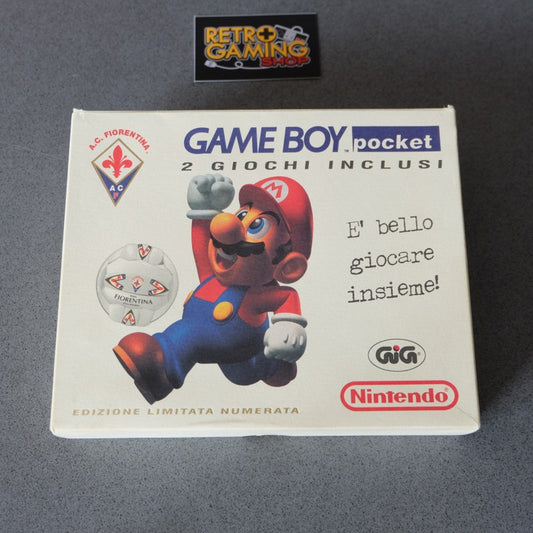 RETRO
GAMING
SHOP
A.C. FIORENTINA
AC
GAME BOY™ pocket
2 GIOCHI INCLUSI
M
E' bello
giocare
insieme!
FIORENTINA
GiG®
Nintendo®
EDIZIONE LIMITATA NUMERATA